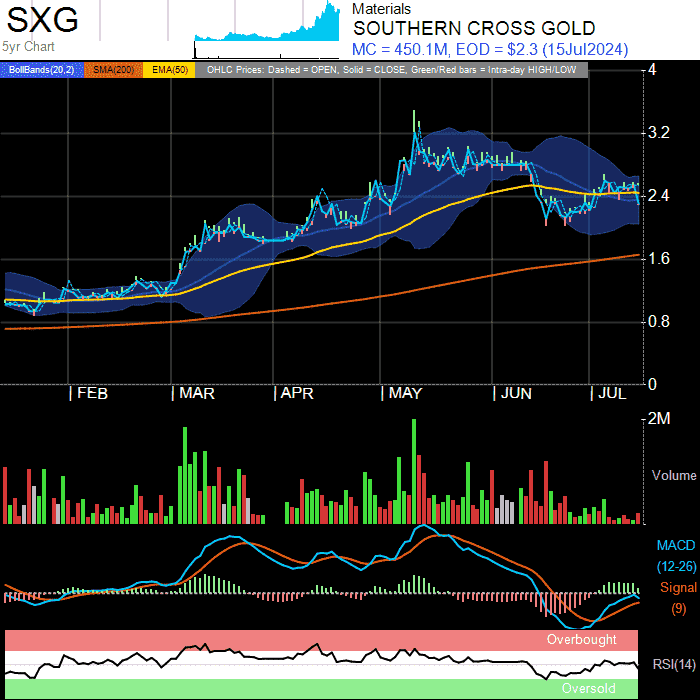 SXG
5yr Chart
Materials
SOUTHERN CROSS GOLD
MC = 450.1M, EOD = $2.3 (15Jul2024)
BollBands(20,2) SMA(200) EMA(50) OHLC Prices: Dashed = OPEN, Solid = CLOSE, Green/Red bars = Intra-day HIGH/LOW
4
3.2
2.4
1.6
0.8
0
| FEB | MAR | APR | MAY | JUN | JUL
2M
Volume
MACD
(12-26)
Signal
(9)
Overbought
RSI(14)
Oversold